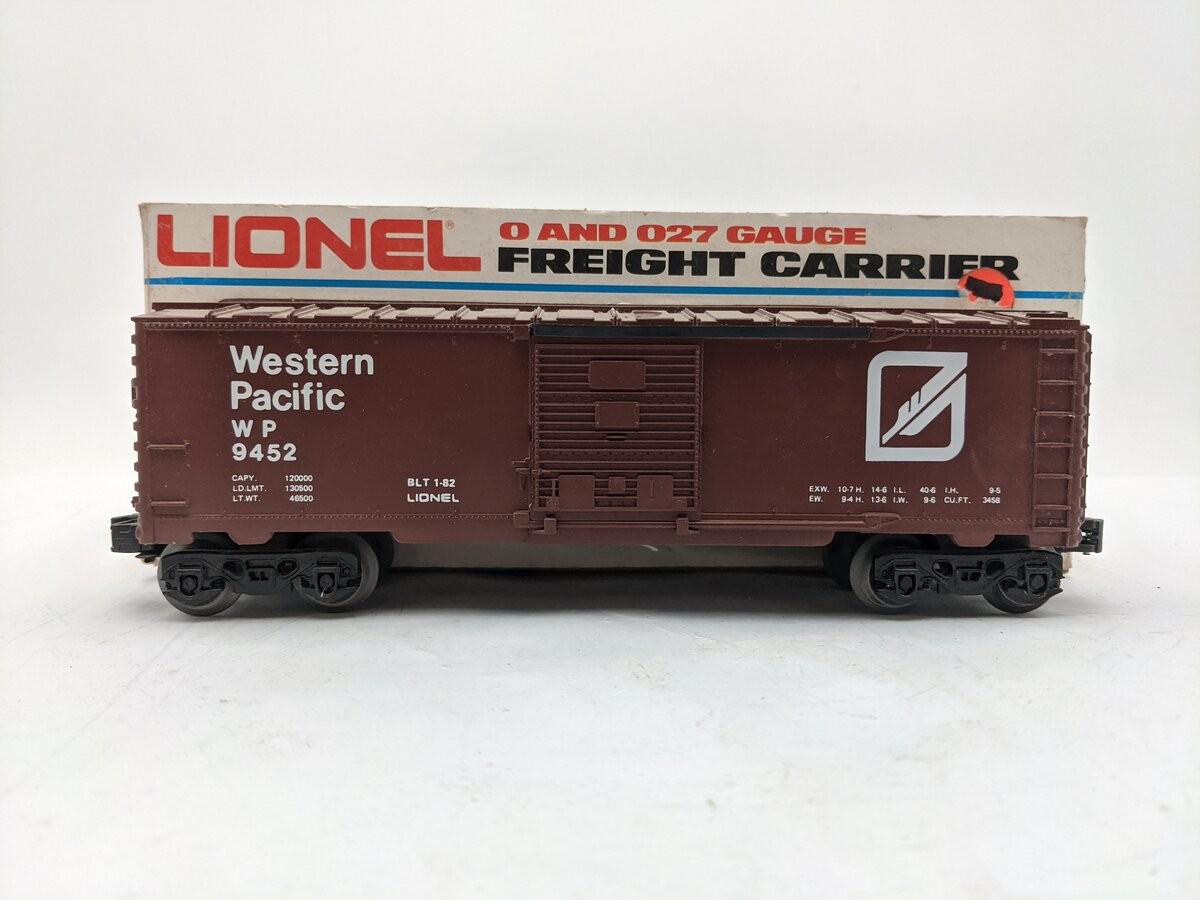 LIONEL®
O AND O27 GAUGE
FREIGHT CARRIER
Western
Pacific
W P
9452
CAPY. 120000
LD.LMT. 130500
LT.WT. 46500
BLT 1-82
LIONEL
EXW. 10-7 H. 14-6 I.L. 40-6 I.H. 9-5
EW. 9-4 H. 13-6 I.W. 9-6 CU.FT. 3458